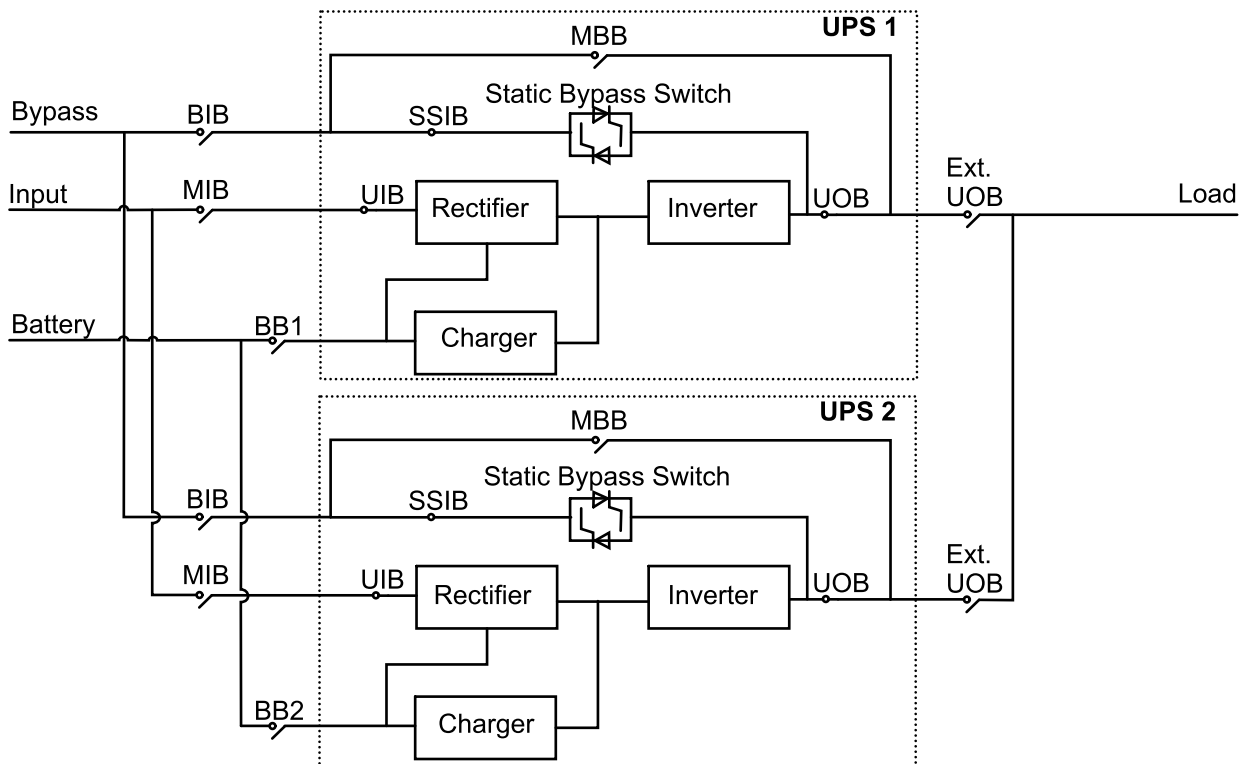 UPS 1
MBB
Static Bypass Switch
Bypass
BIB
SSIB
Input
MIB
UIB
Rectifier
Inverter
UOB
Ext.
UOB
Load
Battery
BB1
Charger
UPS 2
MBB
Static Bypass Switch
BIB
SSIB
MIB
UIB
Rectifier
Inverter
UOB
Ext.
UOB
BB2
Charger